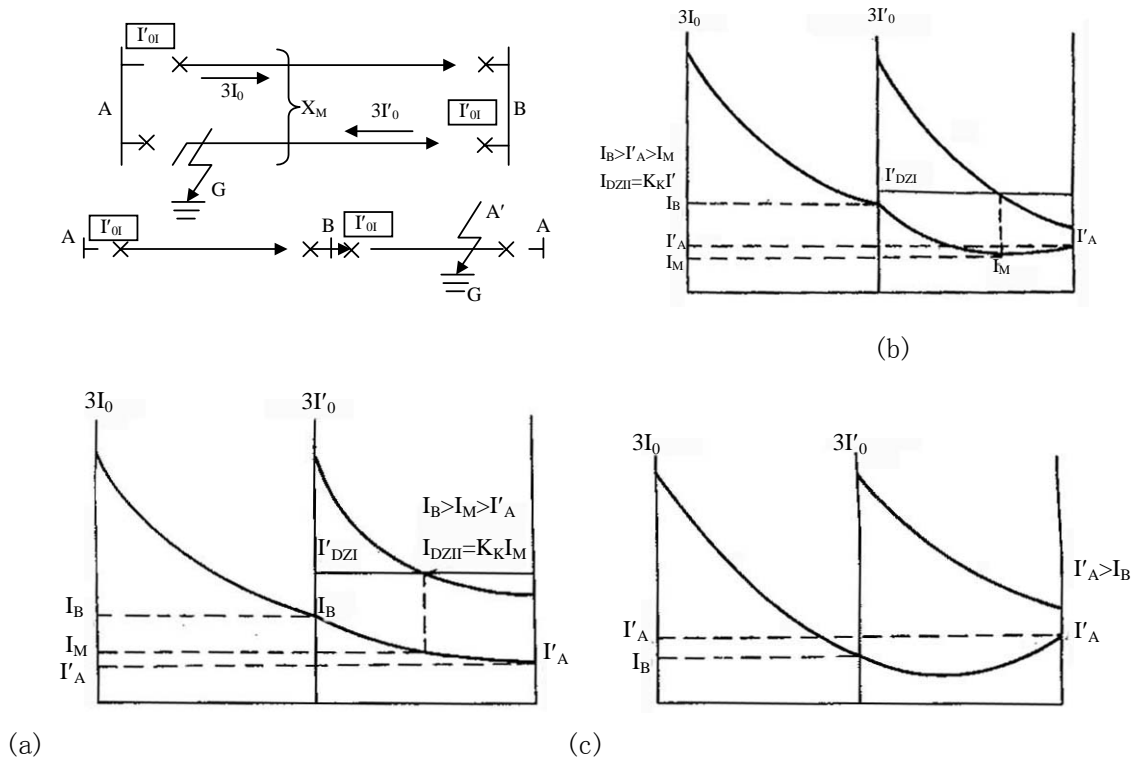 I'0I
3I0
A
XM
3I'0
I'0I
B
G
A
I'0I
B
I'0I
A'
A
G
3I0
3I'0
IB>I'A>IM
IDZII=KKI'
I'DZI
IB
I'A
IM
IM
I'A
(b)
3I0
3I'0
IB>IM>I'A
IDZII=KKIM
I'DZI
IB
IB
IM
I'A
I'A
(a)
3I0
3I'0
I'A>IB
I'A
IB
I'A
(c)